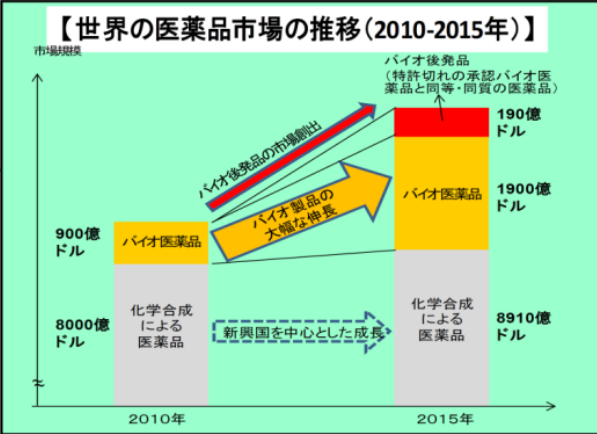 【世界の医薬品市場の推移(2010-2015年)】
市場規模
バイオ後発品
(特許切れの承認バイオ医
薬品と同等・同質の医薬品)
190億
ドル
バイオ後発品の市場創出
1900億
ドル
バイオ医薬品
バイオ製品の
大幅な伸長
900億
ドル
バイオ医薬品
8000億
ドル
化学合成
による
医薬品
新興国を中心とした成長
化学合成
による
医薬品
8910億
ドル
≈
2010年
2015年